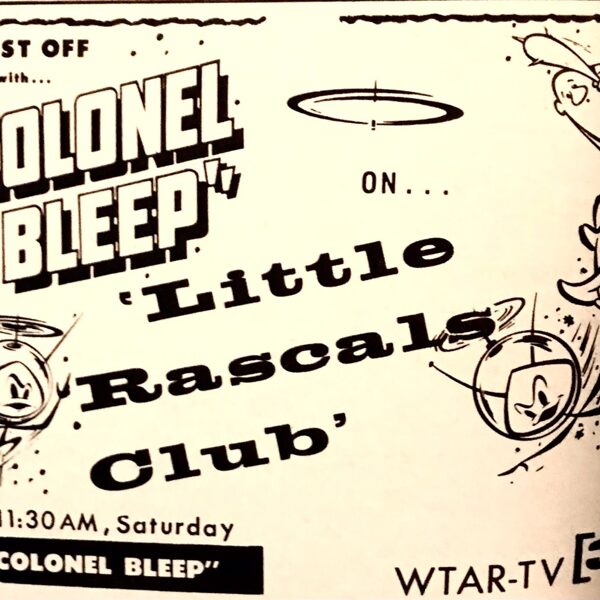 ST OFF
with...
OLONEL
BLEEP"
ON...
'Little
Rascals
Club'
11:30 AM, Saturday
COLONEL BLEEP"
WTAR-TV